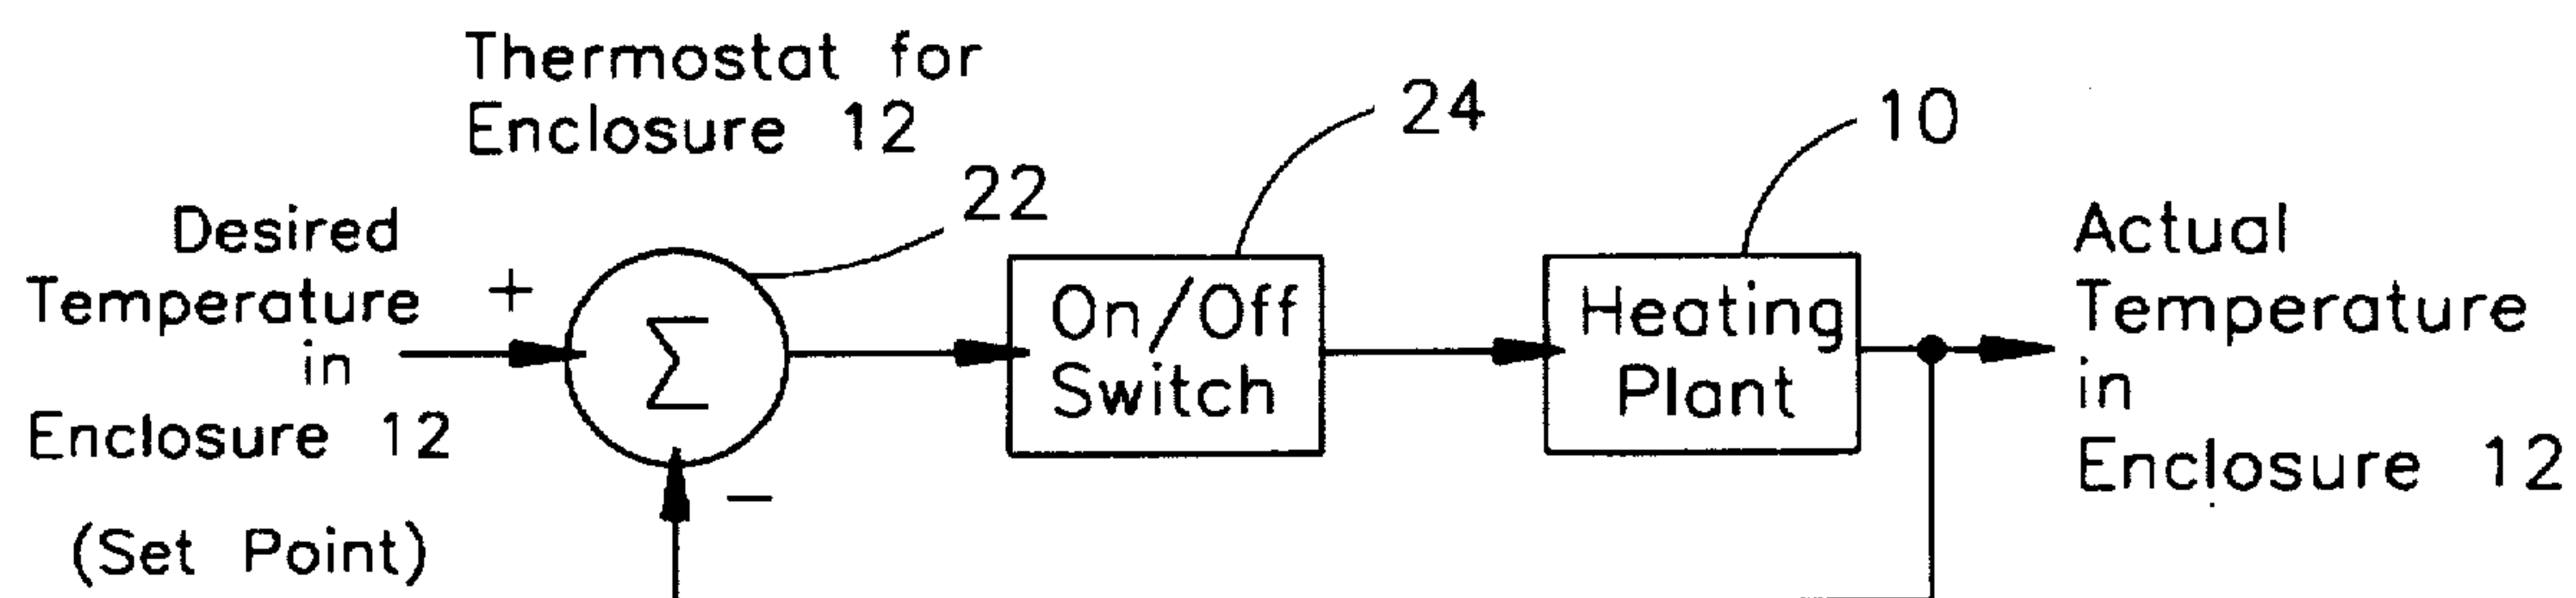 Thermostat for
Enclosure 12
24
10
22
Desired
Temperature
in
Enclosure 12
(Set Point)
+
Σ
−
On/Off
Switch
Heating
Plant
Actual
Temperature
in
Enclosure 12